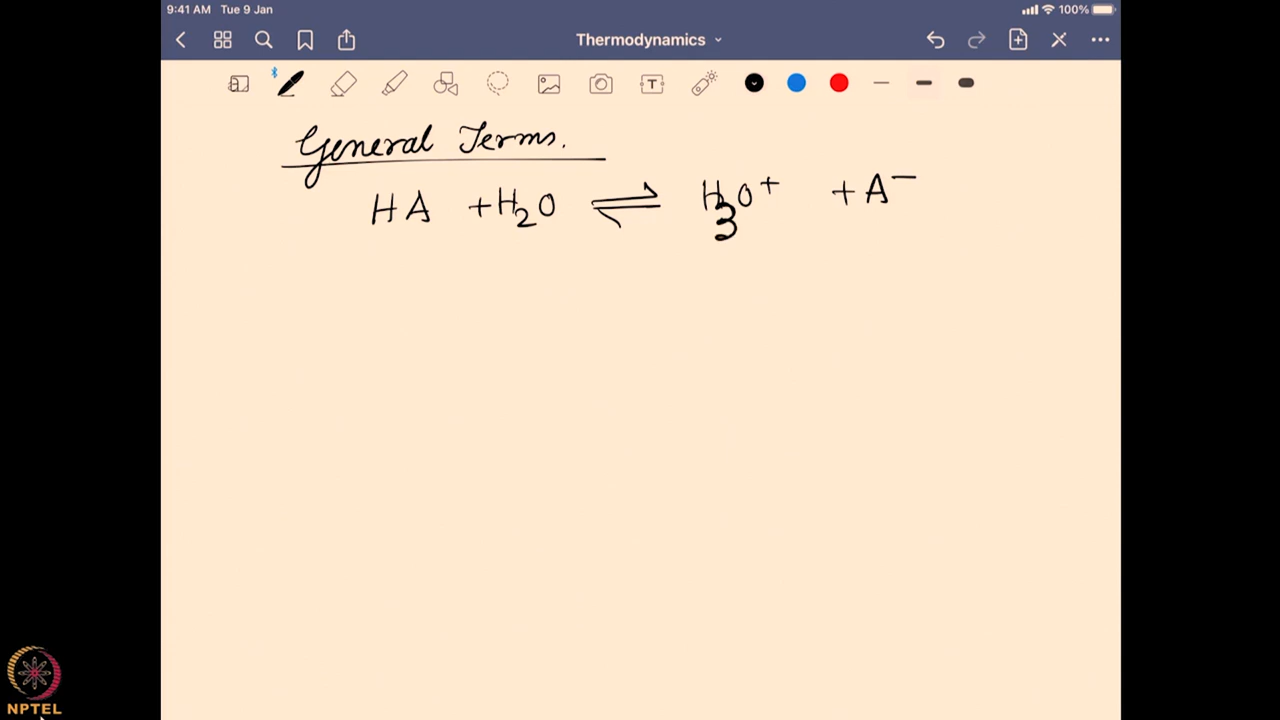 9:41 AM Tue 9 Jan
100%
Thermodynamics
T
General Terms.
HA + H₂O ⇌ H₃O⁺ + A⁻
NPTEL